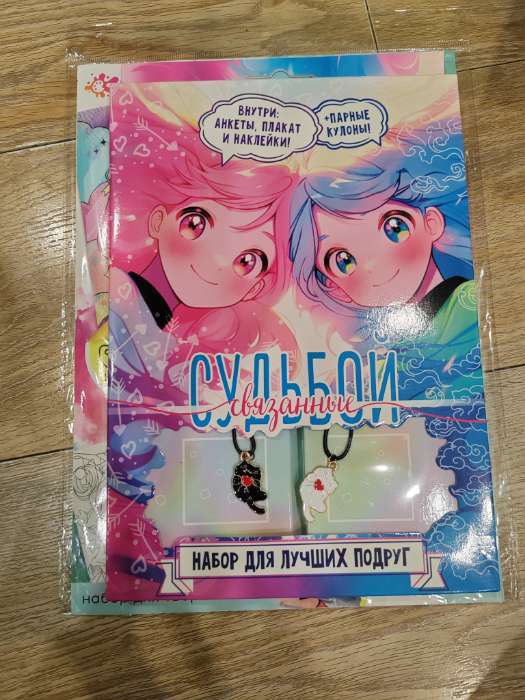 ВНУТРИ:
АНКЕТЫ, ПЛАКАТ
И НАКЛЕЙКИ!
+ПАРНЫЕ
КУЛОНЫ!
СУДЬБОЙ
связанные
НАБОР ДЛЯ ЛУЧШИХ ПОДРУГ